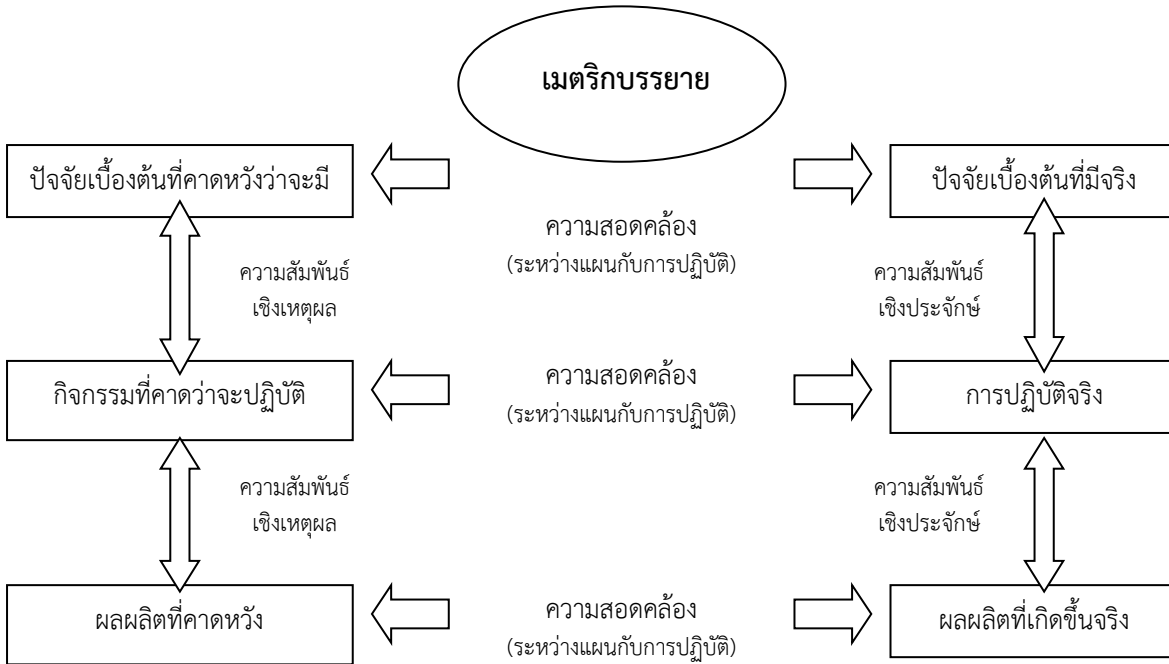 เมตริกบรรยาย
ปัจจัยเบื้องต้นที่คาดหวังว่าจะมี
ปัจจัยเบื้องต้นที่มีจริง
ความสอดคล้อง
(ระหว่างแผนกับการปฏิบัติ)
ความสัมพันธ์
เชิงเหตุผล
ความสัมพันธ์
เชิงประจักษ์
กิจกรรมที่คาดว่าจะปฏิบัติ
ความสอดคล้อง
(ระหว่างแผนกับการปฏิบัติ)
การปฏิบัติจริง
ความสัมพันธ์
เชิงเหตุผล
ความสัมพันธ์
เชิงประจักษ์
ผลผลิตที่คาดหวัง
ความสอดคล้อง
(ระหว่างแผนกับการปฏิบัติ)
ผลผลิตที่เกิดขึ้นจริง